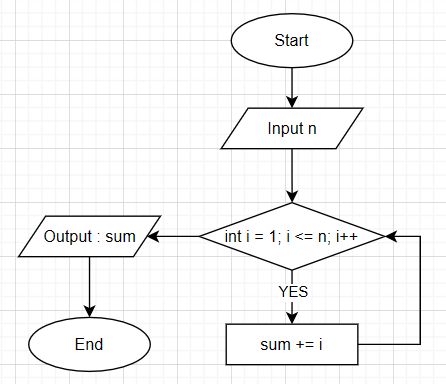 Start
Input n
int i = 1; i <= n; i++
Output : sum
YES
End
sum += i